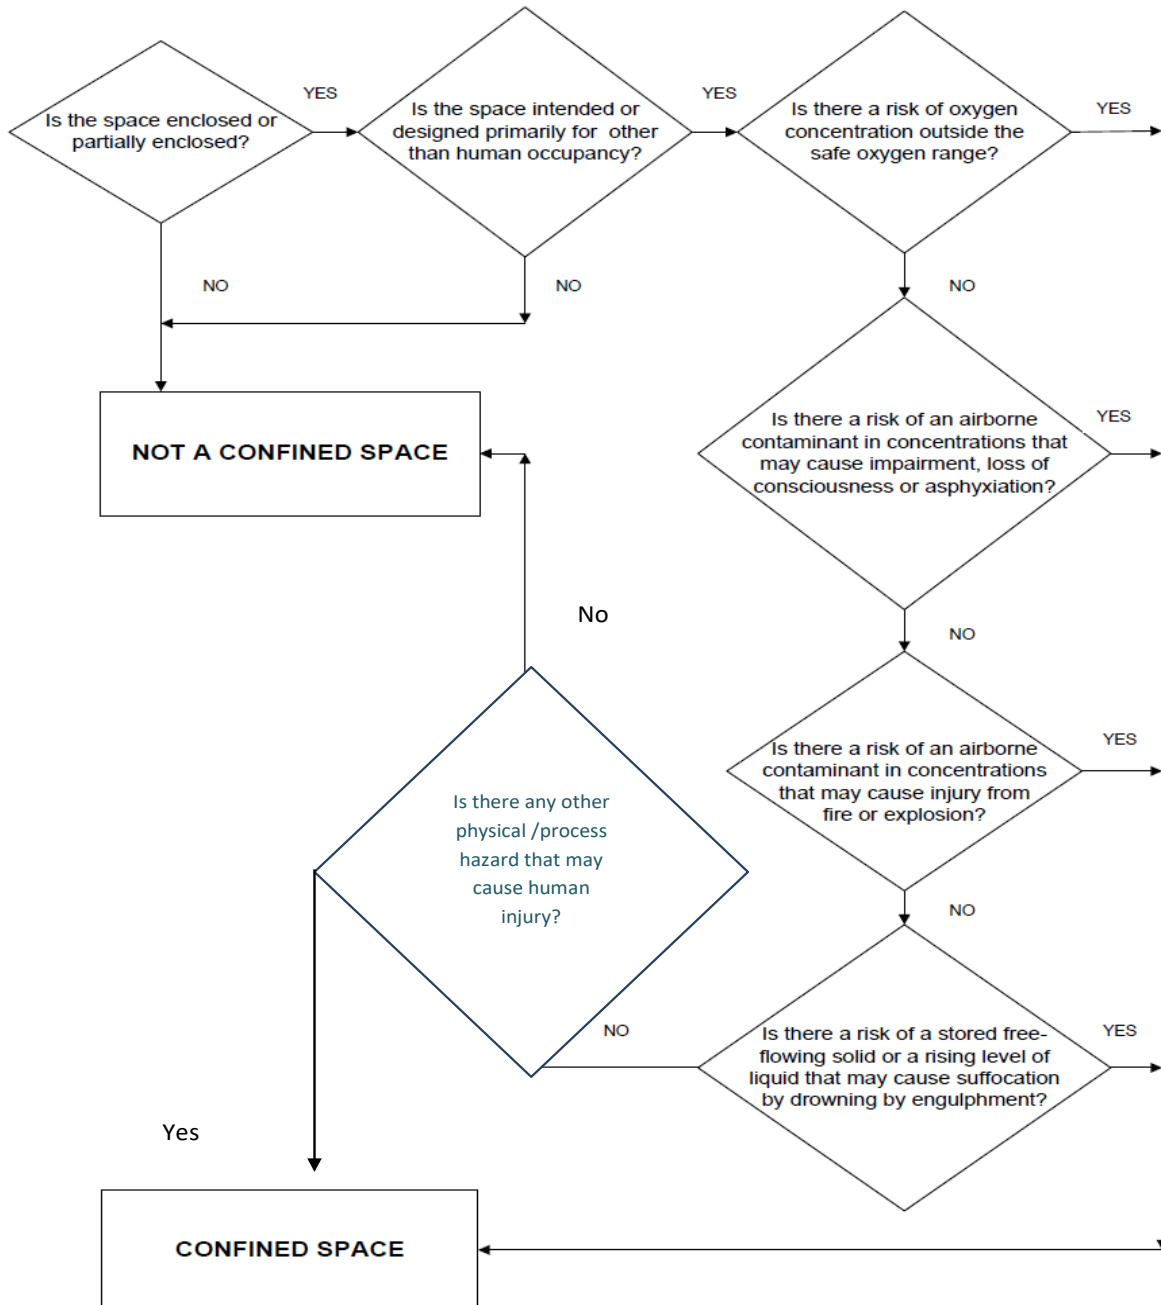 Is the space enclosed or
partially enclosed?
YES
Is the space intended or
designed primarily for other
than human occupancy?
YES
Is there a risk of oxygen
concentration outside the
safe oxygen range?
YES
NO
NO
NO
NOT A CONFINED SPACE
Is there a risk of an airborne
contaminant in concentrations that
may cause impairment, loss of
consciousness or asphyxiation?
YES
No
NO
Is there any other
physical /process
hazard that may
cause human
injury?
Is there a risk of an airborne
contaminant in concentrations
that may cause injury from
fire or explosion?
YES
NO
NO
Is there a risk of a stored free-
flowing solid or a rising level of
liquid that may cause suffocation
by drowning by engulphment?
YES
Yes
CONFINED SPACE